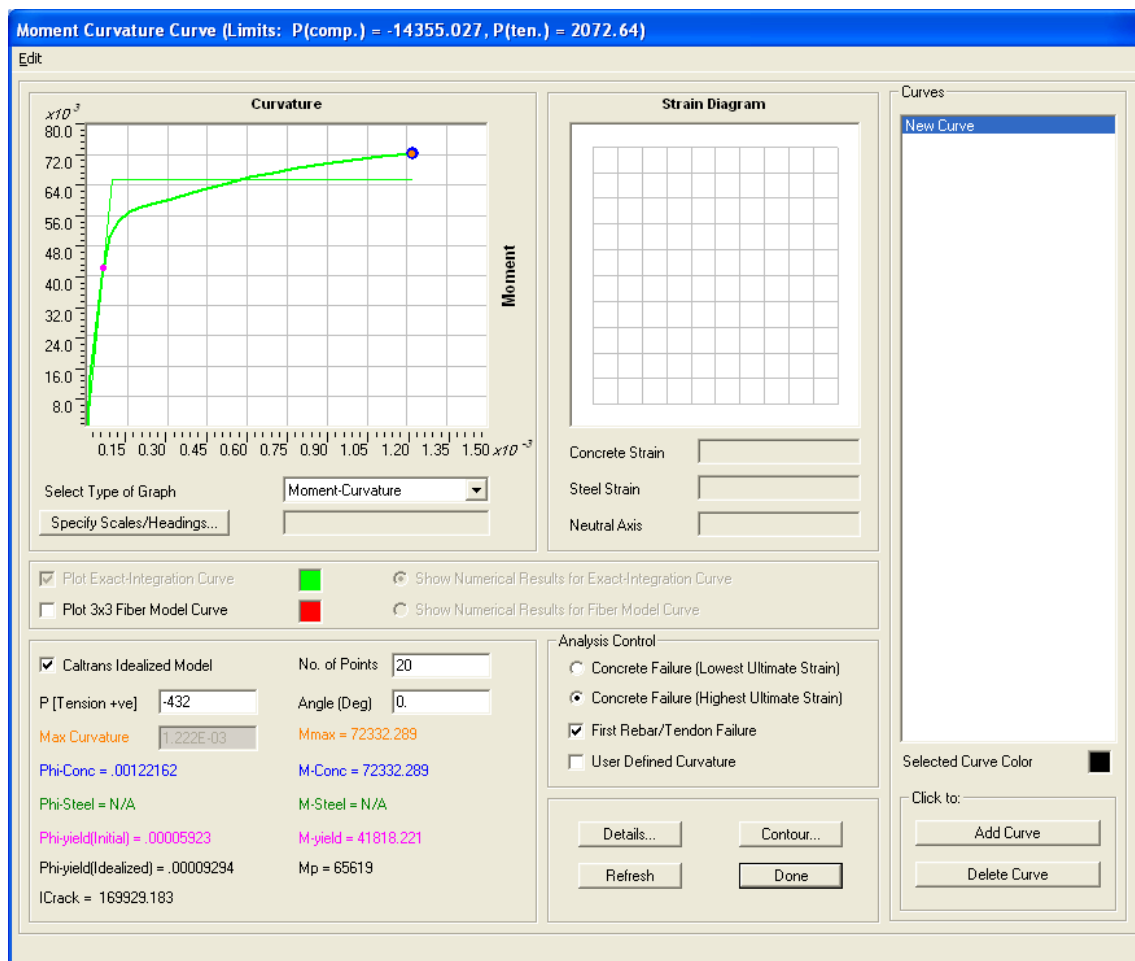 Moment Curvature Curve (Limits: P(comp.) = -14355.027, P(ten.) = 2072.64)
Edit
Curvature
x10 3
80.0
72.0
64.0
56.0
48.0
40.0
32.0
24.0
16.0
8.0
0.15 0.30 0.45 0.60 0.75 0.90 1.05 1.20 1.35 1.50 x10 -3
Moment
Select Type of Graph
Moment-Curvature
Specify Scales/Headings...
Strain Diagram
Concrete Strain
Steel Strain
Neutral Axis
Curves
New Curve
Selected Curve Color
Click to:
Add Curve
Delete Curve
Plot Exact-Integration Curve
Show Numerical Results for Exact-Integration Curve
Plot 3x3 Fiber Model Curve
Show Numerical Results for Fiber Model Curve
Caltrans Idealized Model
No. of Points 20
P [Tension +ve] -432
Angle (Deg) 0.
Max Curvature 1.222E-03
Mmax = 72332.289
Phi-Conc = .00122162
M-Conc = 72332.289
Phi-Steel = N/A
M-Steel = N/A
Phi-yield(Initial) = .00005923
M-yield = 41818.221
Phi-yield(Idealized) = .00009294
Mp = 65619
ICrack = 169929.183
Analysis Control
Concrete Failure (Lowest Ultimate Strain)
Concrete Failure (Highest Ultimate Strain)
First Rebar/Tendon Failure
User Defined Curvature
Details...
Contour...
Refresh
Done